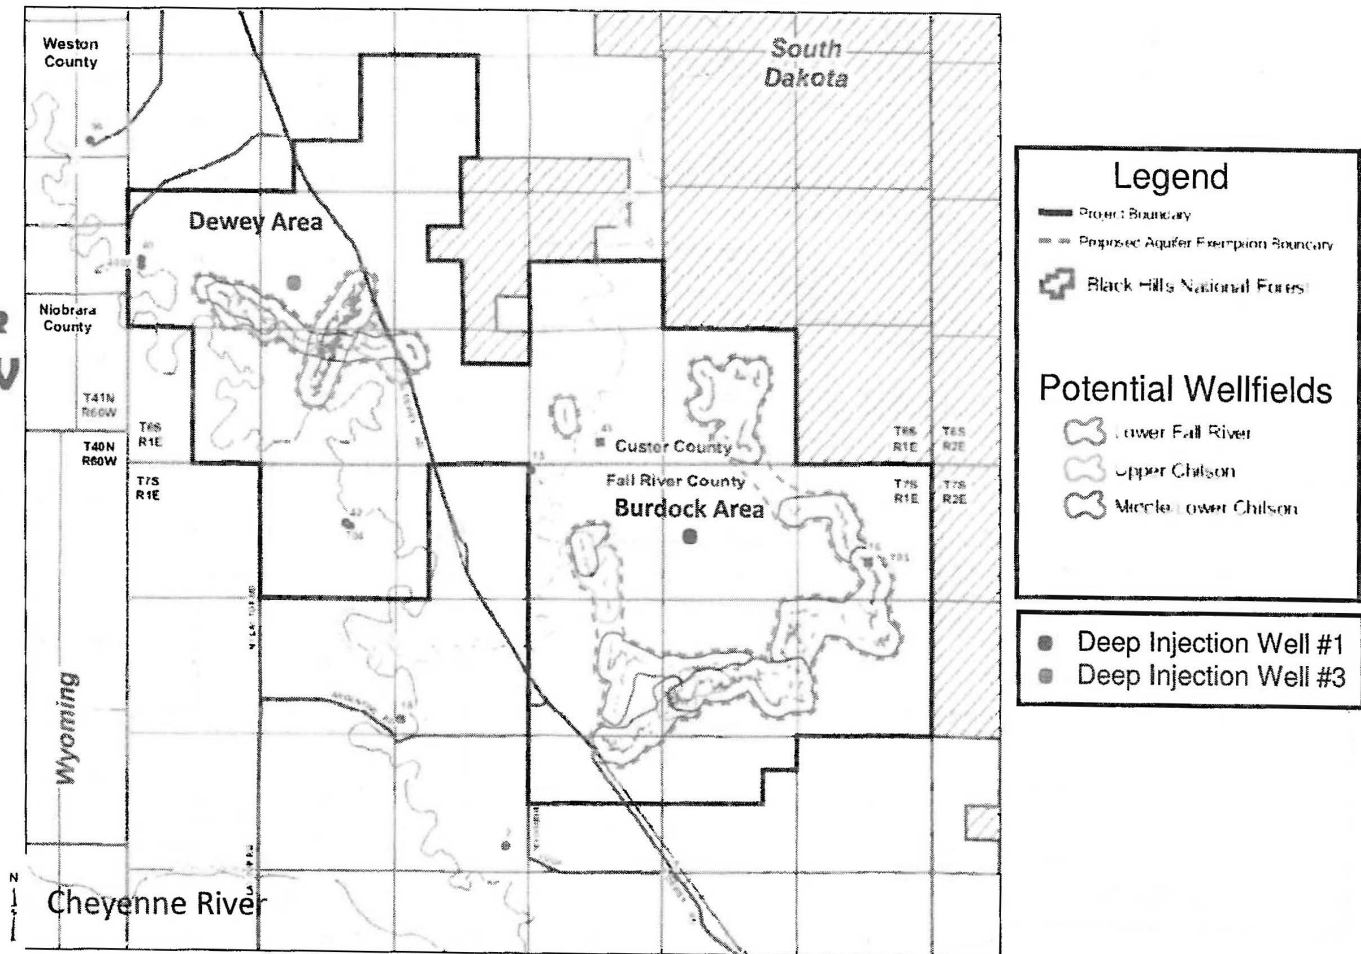 Weston
County
South
Dakota
Dewey Area
Niobrara
County
R
V
T41N
R60W
T40N
R60W
T6S
R1E
T7S
R1E
Custer County
Fall River County
Burdock Area
T6S
R1E
T6S
R2E
T7S
R1E
T7S
R2E
Wyoming
N
Cheyenne River
Legend
Project Boundary
Proposed Aquifer Exemption Boundary
Black Hills National Forest
Potential Wellfields
Lower Fall River
Upper Chilson
Middle Lower Chilson
Deep Injection Well #1
Deep Injection Well #3